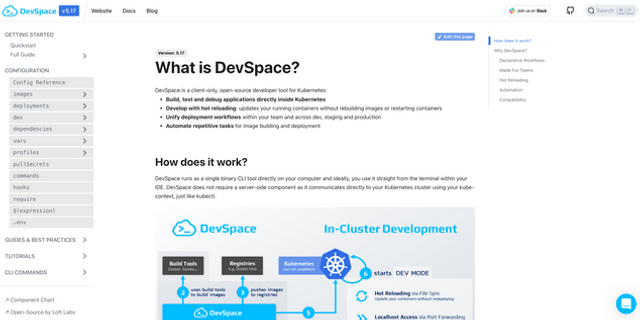 DevSpace v 5.17
Website Docs Blog
Join us on Slack
Search
GETTING STARTED
Quickstart
Full Guide
CONFIGURATION
Config Reference
images
deployments
dev
dependencies
vars
profiles
pullSecrets
commands
hooks
require
$(expression)
.env
GUIDES & BEST PRACTICES
TUTORIALS
CLI COMMANDS
Component Chart
Open-Source by Loft Labs
Edit this page
Version: 5.17
What is DevSpace?
DevSpace is a client-only, open-source developer tool for Kubernetes:
• Build, test and debug applications directly inside Kubernetes
• Develop with hot reloading: updates your running containers without rebuilding images or restarting containers
• Unify deployment workflows within your team and across dev, staging and production
• Automate repetitive tasks for image building and deployment
How does it work?
DevSpace runs as a single binary CLI tool directly on your computer and ideally, you use it straight from the terminal within your
IDE. DevSpace does not require a server-side component as it communicates directly to your Kubernetes cluster using your kube-
context, just like kubectl.
DevSpace
In-Cluster Development
Build Tools
Registries
e.g. Docker Hub
Kubernetes
6 starts DEV MODE
2 uses build tools
to build images
3 pushes images
to registries
Hot Reloading via File Sync
Update your containers without redeploying
DevSpace
5
Localhost Access via Port Forwarding
How does it work?
Why DevSpace?
Declarative Workflows
Made For Teams
Hot Reloading
Automation
Compatibility